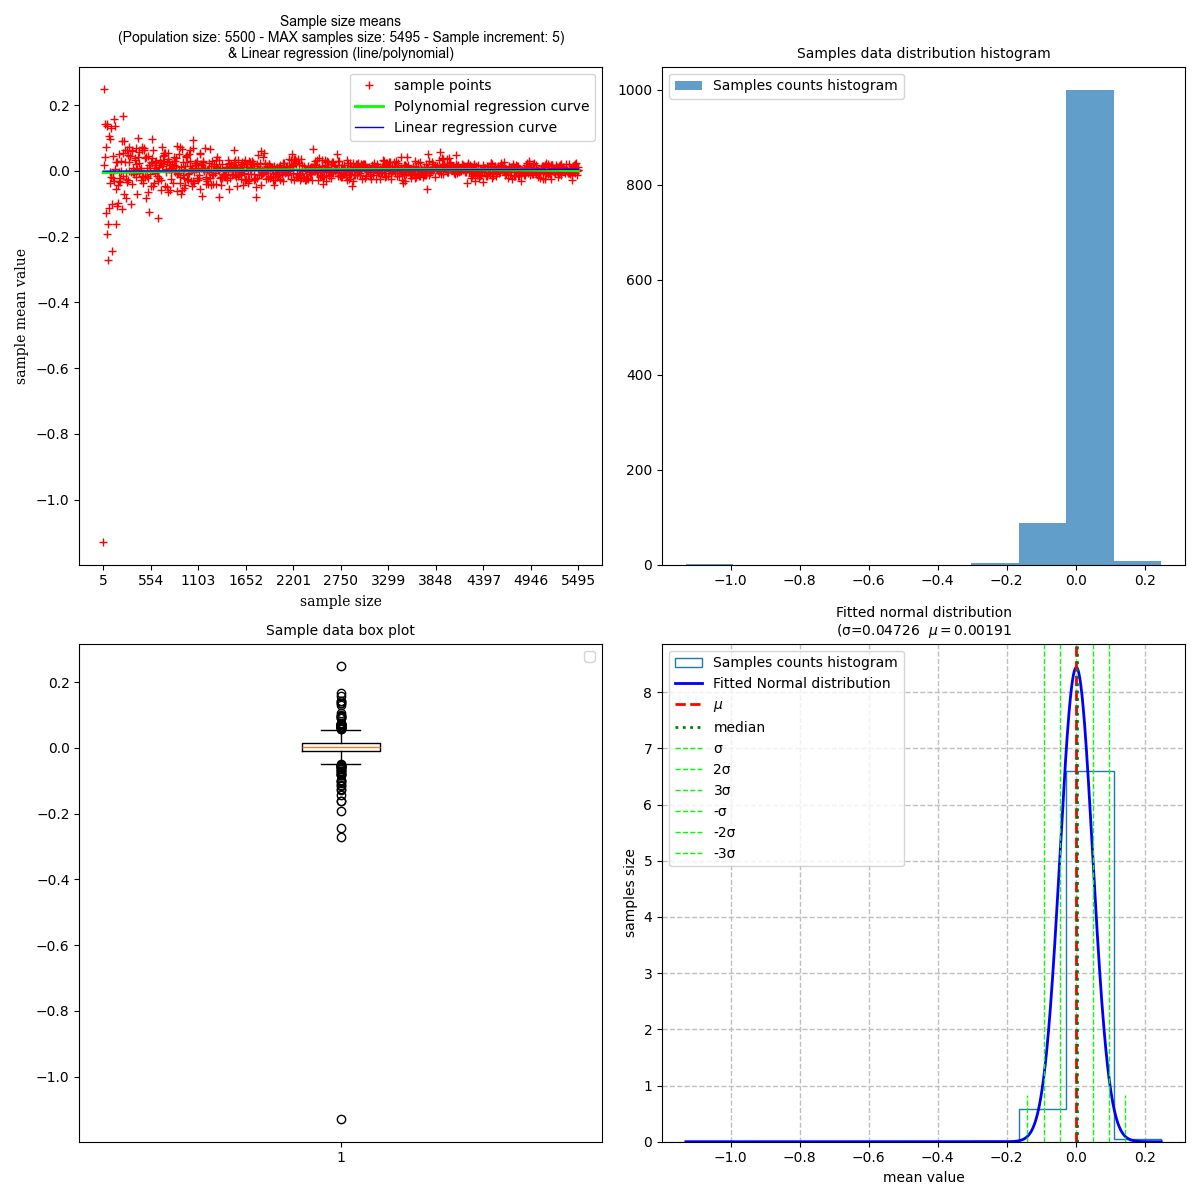 Sample size means
(Population size: 5500 - MAX samples size: 5495 - Sample increment: 5)
& Linear regression (line/polynomial)
sample points
Polynomial regression curve
Linear regression curve
0.2
0.0
−0.2
−0.4
−0.6
−0.8
−1.0
sample mean value
5 554 1103 1652 2201 2750 3299 3848 4397 4946 5495
sample size
Samples data distribution histogram
Samples counts histogram
1000
800
600
400
200
0
−1.0 −0.8 −0.6 −0.4 −0.2 0.0 0.2
Sample data box plot
0.2
0.0
−0.2
−0.4
−0.6
−0.8
−1.0
1
Fitted normal distribution
(σ=0.04726 μ = 0.00191
Samples counts histogram
Fitted Normal distribution
μ
median
σ
2σ
3σ
-σ
-2σ
-3σ
8
7
6
5
4
3
2
1
0
samples size
−1.0 −0.8 −0.6 −0.4 −0.2 0.0 0.2
mean value